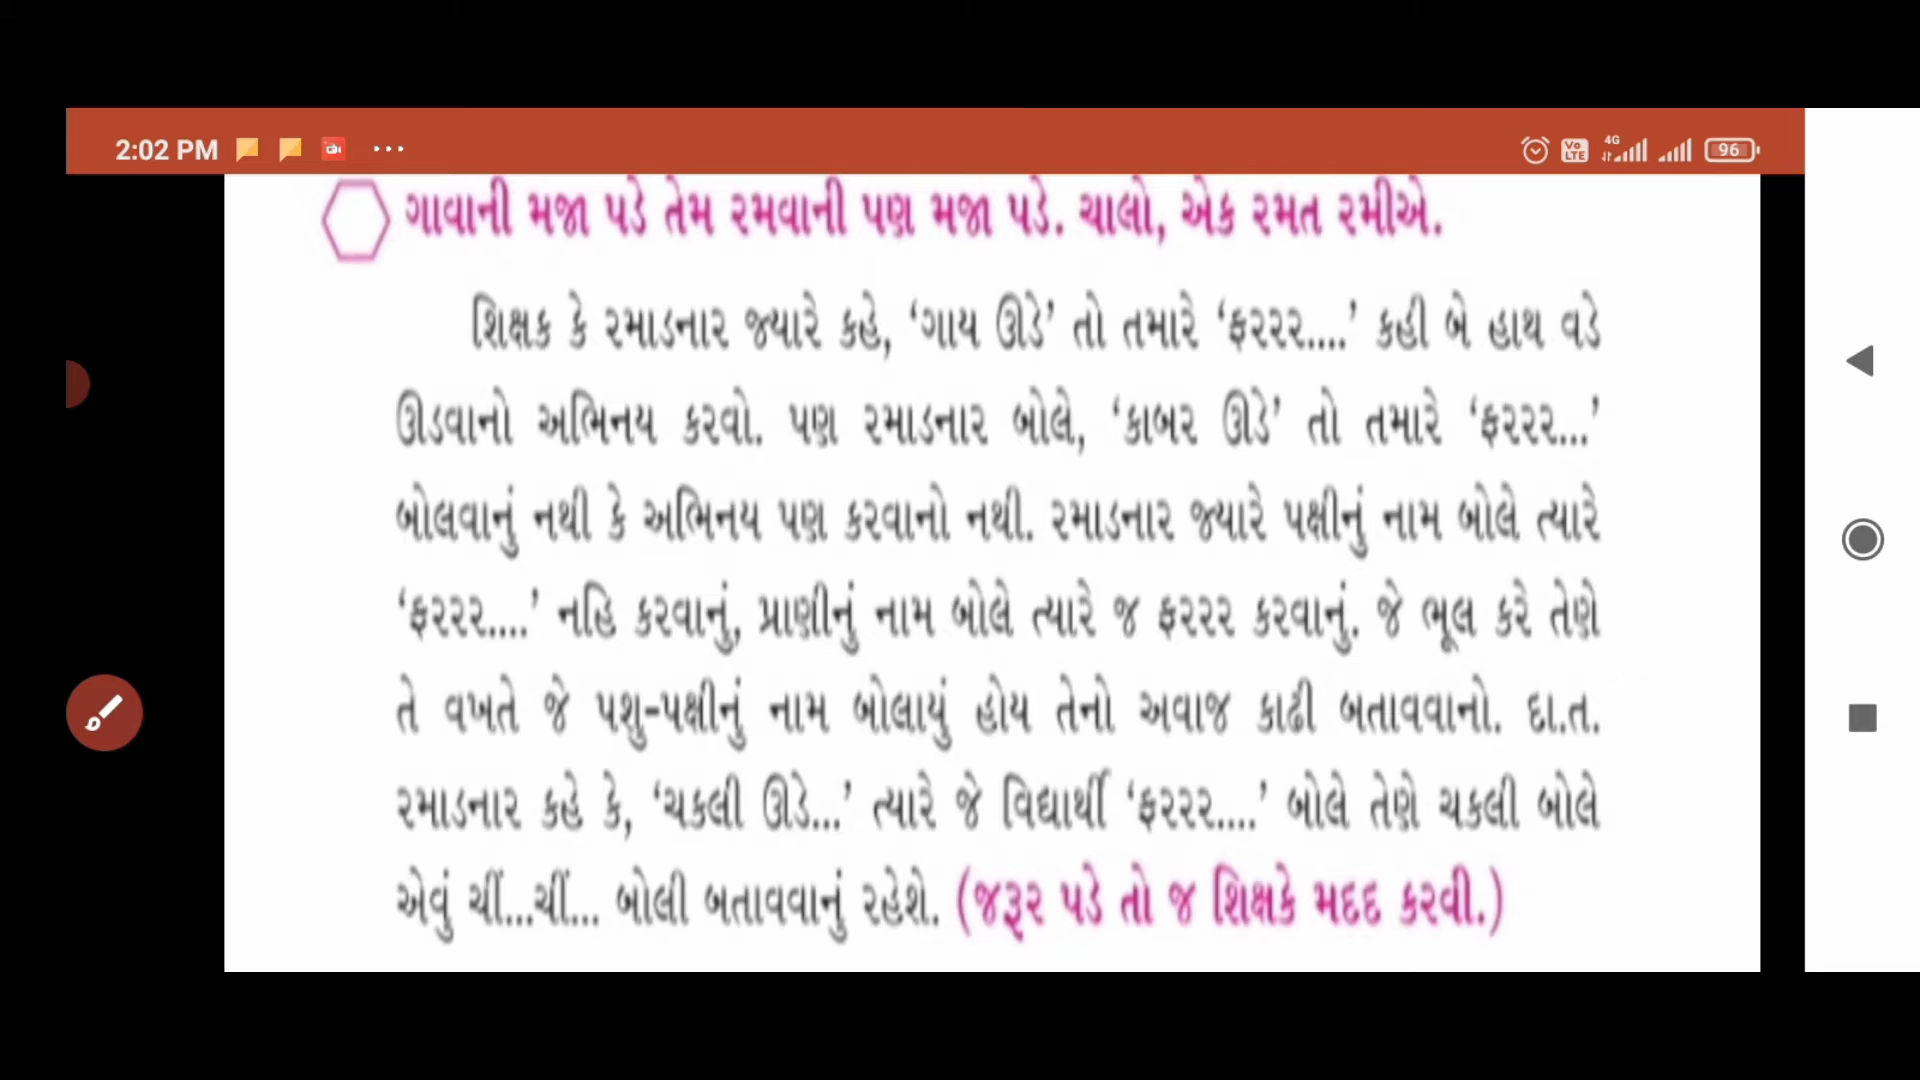 2:02 PM
4G
Vo LTE
96
ગાવાની મજા પડે તેમ રમવાની પણ મજા પડે. ચાલો, એક રમત રમીએ.
શિક્ષક કે રમાડનાર જ્યારે કહે, ‘ગાય ઊડે’ તો તમારે ‘ફરરર....’ કહી બે હાથ વડે
ઊડવાનો અભિનય કરવો. પણ રમાડનાર બોલે, ‘કાબર ઊડે’ તો તમારે ‘ફરરર...’
બોલવાનું નથી કે અભિનય પણ કરવાનો નથી. રમાડનાર જ્યારે પક્ષીનું નામ બોલે ત્યારે
‘ફરરર....’ નહિ કરવાનું, પ્રાણીનું નામ બોલે ત્યારે જ ફરરર કરવાનું. જે ભૂલ કરે તેણે
તે વખતે જે પશુ-પક્ષીનું નામ બોલાયું હોય તેનો અવાજ કાઢી બતાવવાનો. દા.ત.
રમાડનાર કહે કે, ‘ચકલી ઊડે...’ ત્યારે જે વિદ્યાર્થી ‘ફરરર....’ બોલે તેણે ચકલી બોલે
એવું ચીં...ચીં... બોલી બતાવવાનું રહેશે. (જરૂર પડે તો જ શિક્ષકે મદદ કરવી.)